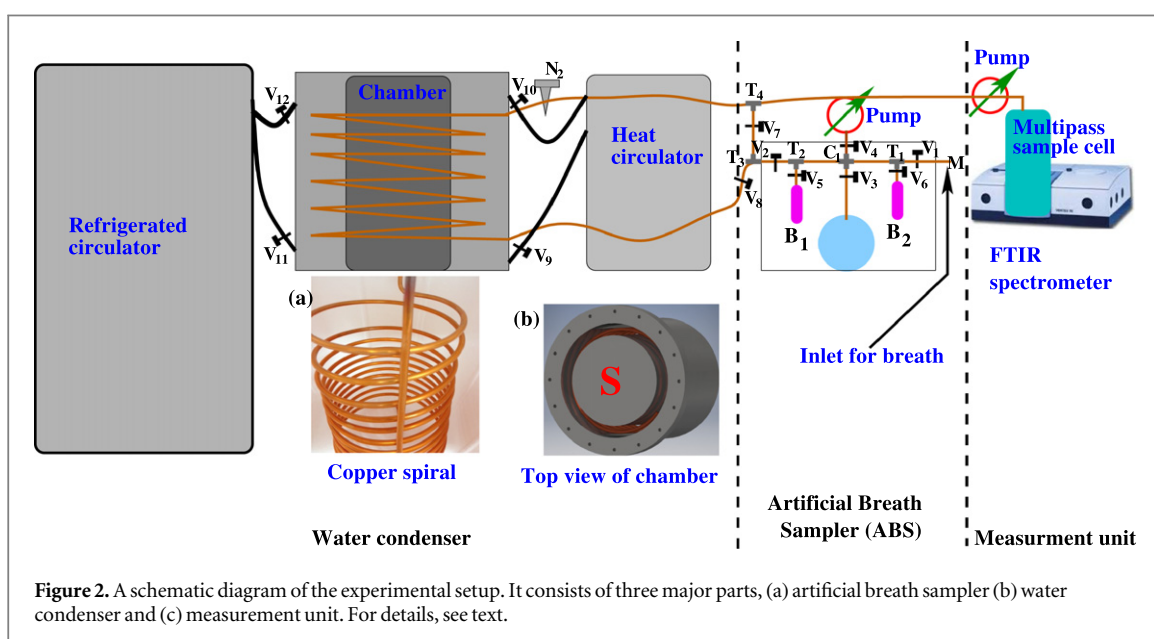 Pump
V10 N2
V12
Chamber
T4
Pump
Heat
circulator
Multipass
sample cell
V7
T3 V2 T2 C1 V4 T1 V1
M
V5 V3 V6
V8
B1 B2
Refrigerated
circulator
V11
V9
FTIR
spectrometer
(a)
(b)
S
Inlet for breath
Copper spiral
Top view of chamber
Artificial Breath
Sampler (ABS)
Water condenser
Measurment unit
Figure 2. A schematic diagram of the experimental setup. It consists of three major parts, (a) artificial breath sampler (b) water
condenser and (c) measurement unit. For details, see text.